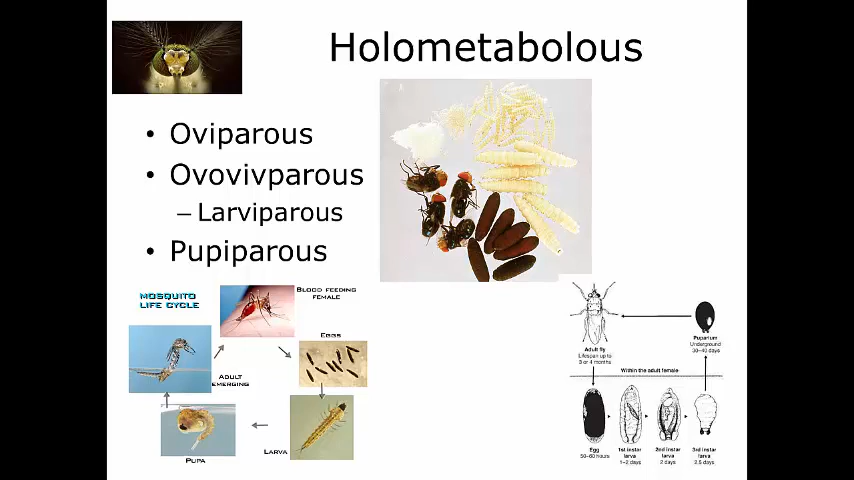 Holometabolous
• Oviparous
• Ovovivparous
– Larviparous
• Pupiparous
MOSQUITO
LIFE CYCLE
BLOOD FEEDING
FEMALE
EGGS
LARVA
PUPA
ADULT
EMERGING
Adult fly
Lifespan up to
3 or 4 months
Puparium
Underground
30–40 days
Within the adult female
Egg
50–60 hours
1st instar
larva
1–2 days
2nd instar
larva
2 days
3rd instar
larva
2.5 days